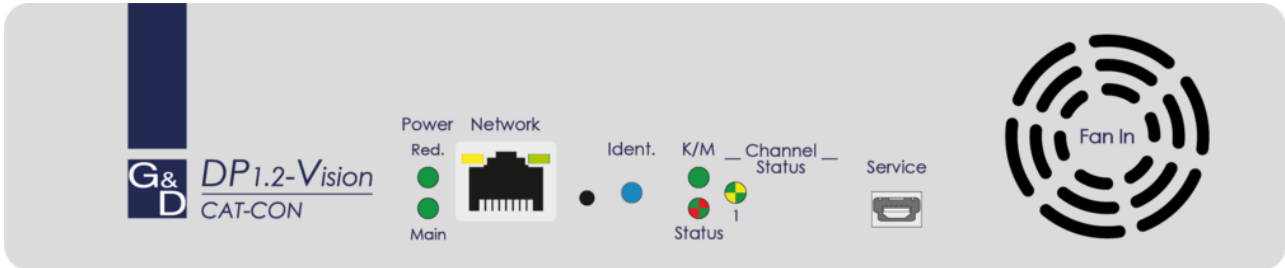 G&D
DP1.2-Vision
CAT-CON
Power
Red.
Main
Network
Ident.
K/M
Status
Channel
Status
1
Service
Fan In